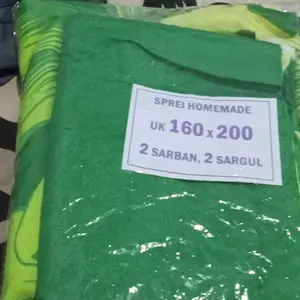 SPREI HOMEMADE
UK 160 x 200
2 SARBAN, 2 SARGUL